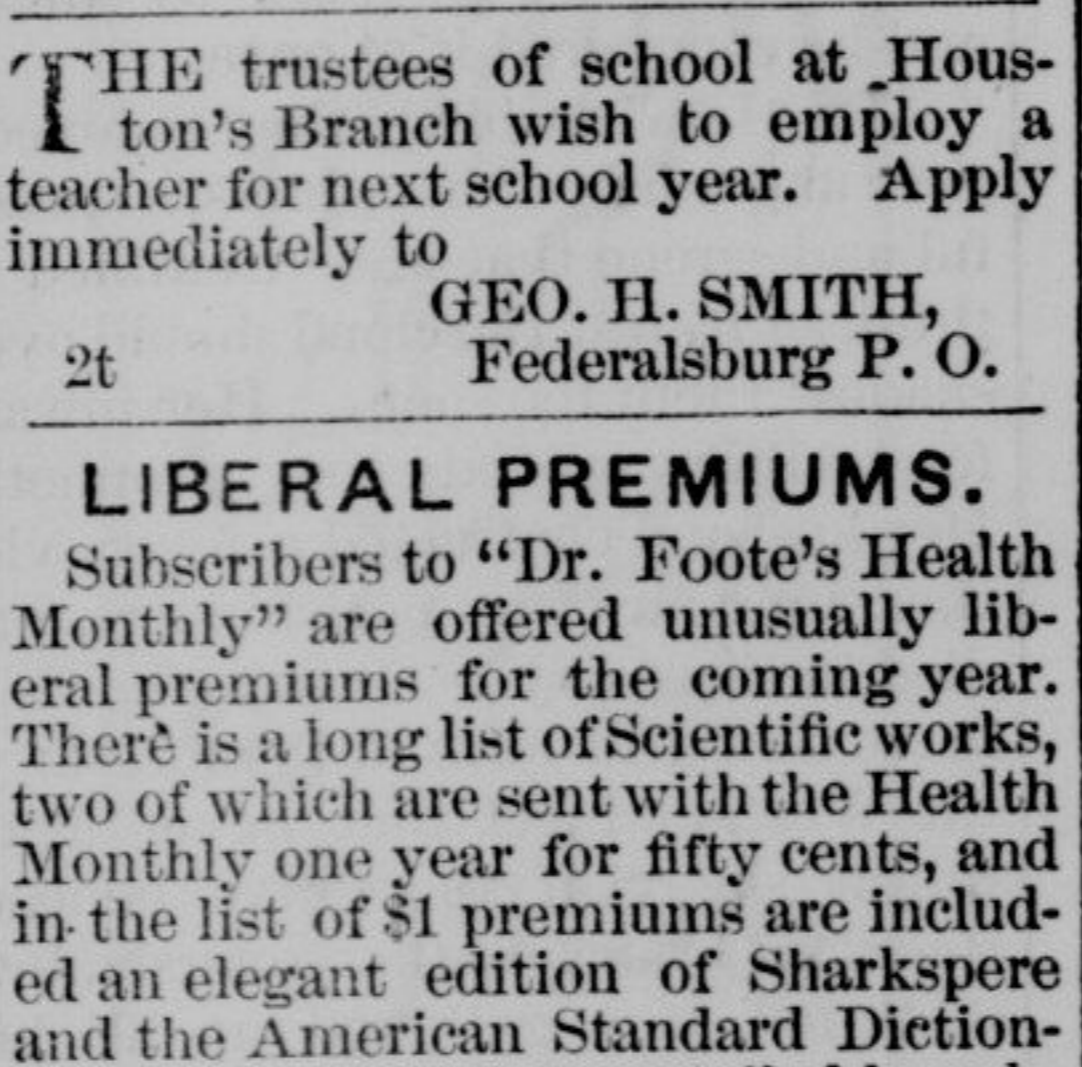 THE trustees of school at Hous-
ton's Branch wish to employ a
teacher for next school year. Apply
immediately to
GEO. H. SMITH,
2t Federalsburg P. O.
LIBERAL PREMIUMS.
Subscribers to "Dr. Foote's Health
Monthly" are offered unusually lib-
eral premiums for the coming year.
There is a long list of Scientific works,
two of which are sent with the Health
Monthly one year for fifty cents, and
in the list of $1 premiums are includ-
ed an elegant edition of Sharkspere
and the American Standard Diction-